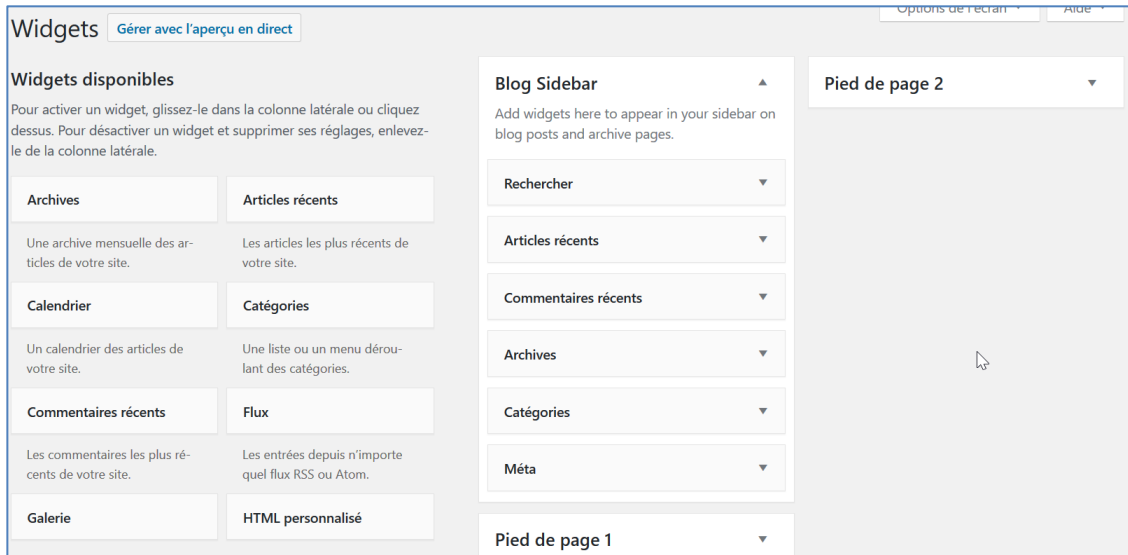 Options de l'écran
Aide
Widgets
Gérer avec l'aperçu en direct
Widgets disponibles
Pour activer un widget, glissez-le dans la colonne latérale ou cliquez
dessus. Pour désactiver un widget et supprimer ses réglages, enlevez-
le de la colonne latérale.
Archives
Articles récents
Une archive mensuelle des ar-
ticles de votre site.
Les articles les plus récents de
votre site.
Calendrier
Catégories
Un calendrier des articles de
votre site.
Une liste ou un menu dérou-
lant des catégories.
Commentaires récents
Flux
Les commentaires les plus ré-
cents de votre site.
Les entrées depuis n'importe
quel flux RSS ou Atom.
Galerie
HTML personnalisé
Blog Sidebar
Add widgets here to appear in your sidebar on
blog posts and archive pages.
Rechercher
Articles récents
Commentaires récents
Archives
Catégories
Méta
Pied de page 1
Pied de page 2